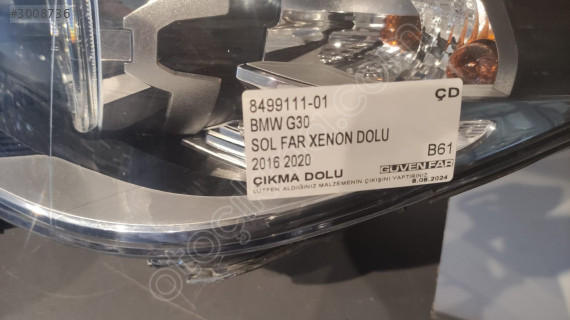 #3008736
8499111-01
ÇD
BMW G30
SOL FAR XENON DOLU
2016 2020
B61
ÇIKMA DOLU
GUVEN FAR
LÜTFEN ALDIĞINIZ MALZEMENİN ÇIKIŞINI YAPTIRINIZ
8.08.2024